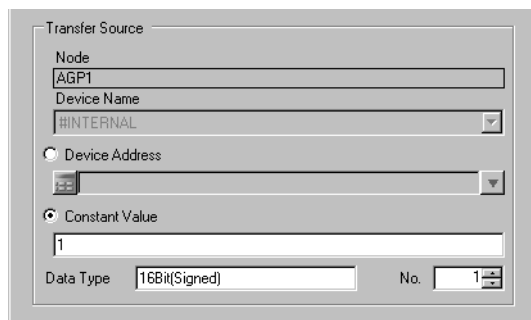 Transfer Source
Node
AGP1
Device Name
#INTERNAL
Device Address
Constant Value
1
Data Type 16Bit(Signed) No. 1